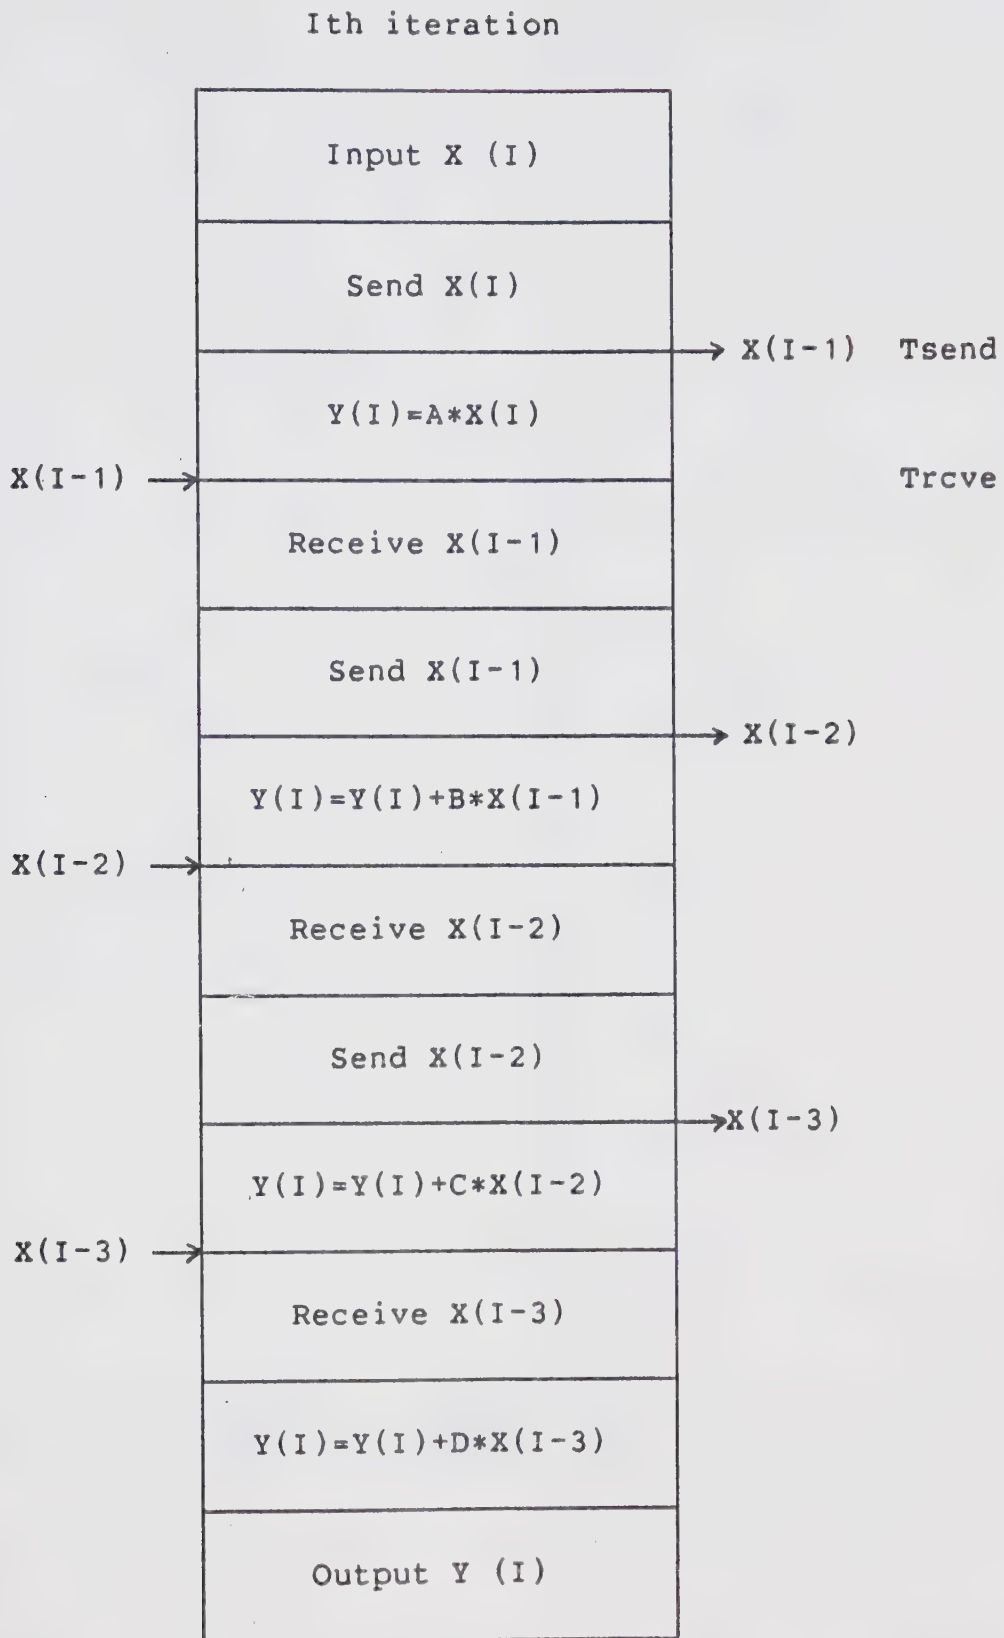 Ith iteration
Input X (I)
Send X(I)
X(I-1) Tsend
Y(I)=A*X(I)
X(I-1) Trcve
Receive X(I-1)
Send X(I-1)
X(I-2)
Y(I)=Y(I)+B*X(I-1)
X(I-2)
Receive X(I-2)
Send X(I-2)
X(I-3)
Y(I)=Y(I)+C*X(I-2)
X(I-3)
Receive X(I-3)
Y(I)=Y(I)+D*X(I-3)
Output Y (I)